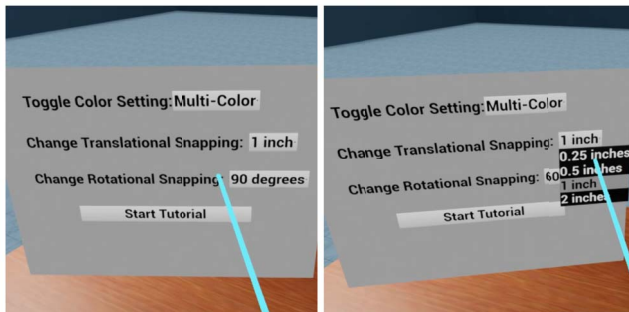 Toggle Color Setting: Multi-Color
Change Translational Snapping: 1 inch
Change Rotational Snapping: 90 degrees
Start Tutorial
Toggle Color Setting: Multi-Color
Change Translational Snapping: 1 inch
0.25 inches
0.5 inches
Change Rotational Snapping: 60
1 inch
2 inches
Start Tutorial